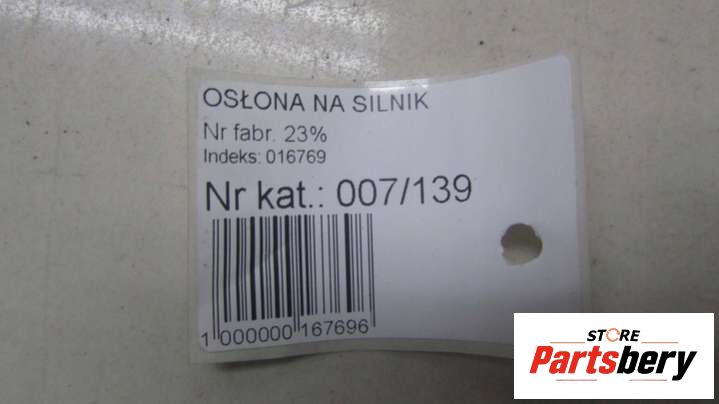 OSŁONA NA SILNIK
Nr fabr. 23%
Indeks: 016769
Nr kat.: 007/139
1 000000 167696
STORE
Partsbery